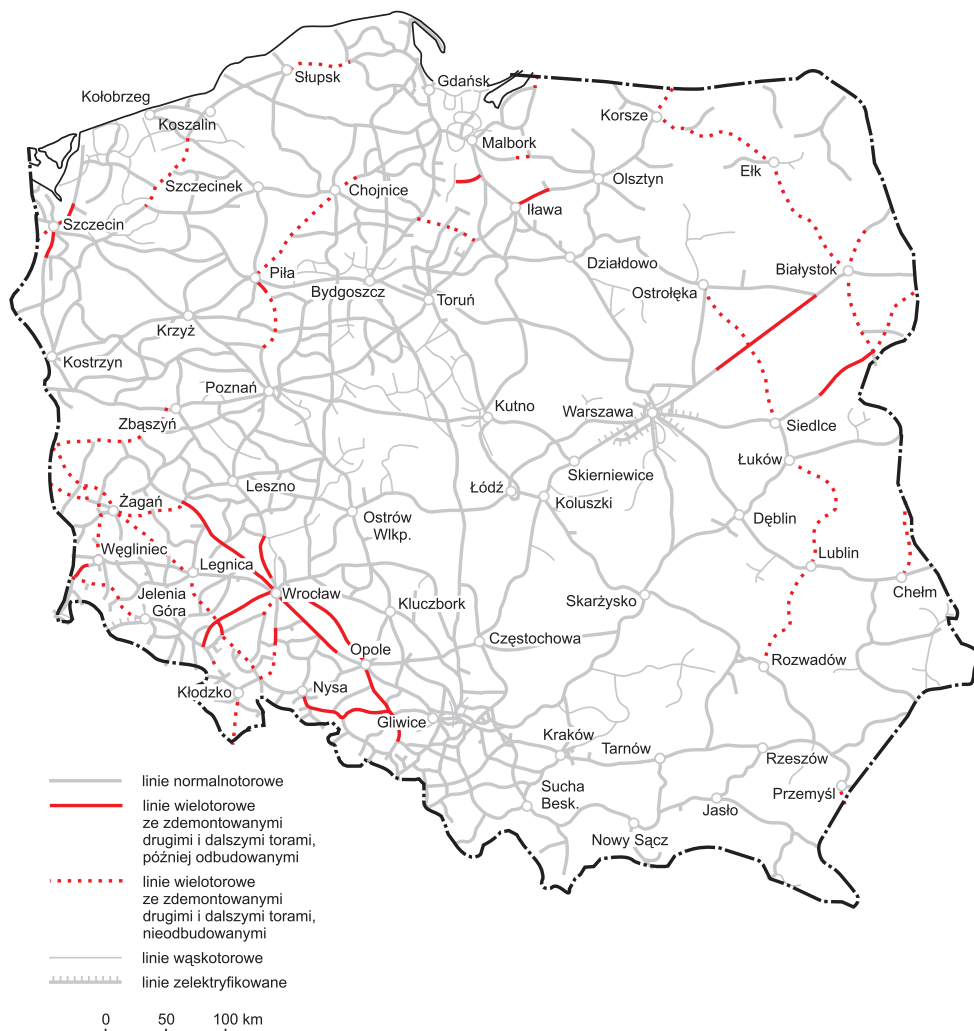 Słupsk
Gdańsk
Kołobrzeg
Koszalin
Korsze
Malbork
Ełk
Szczecinek
Chojnice
Olsztyn
Iława
Szczecin
Działdowo
Białystok
Piła
Bydgoszcz
Toruń
Ostrołęka
Krzyż
Kostrzyn
Poznań
Kutno
Warszawa
Zbąszyń
Siedlce
Skierniewice
Łuków
Leszno
Łódź
Koluszki
Żagań
Ostrów
Wlkp.
Dęblin
Węgliniec
Legnica
Lublin
Jelenia
Góra
Wrocław
Kluczbork
Skarżysko
Chełm
Częstochowa
Opole
Rozwadów
Kłodzko
Nysa
Gliwice
Kraków
Tarnów
Rzeszów
Przemyśl
Sucha
Besk.
Jasło
Nowy Sącz
linie normalnotorowe
linie wielotorowe
ze zdemontowanymi
drugimi i dalszymi torami,
później odbudowanymi
linie wielotorowe
ze zdemontowanymi
drugimi i dalszymi torami,
nieodbudowanymi
linie wąskotorowe
linie zelektryfikowane
0 50 100 km